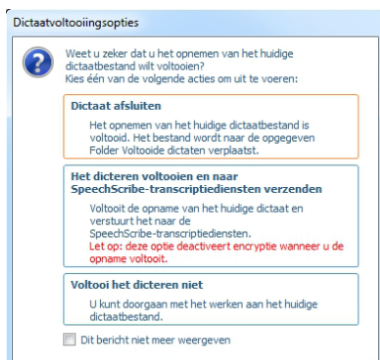 Dictaatvoltooiingsopties
Weet u zeker dat u het opnemen van het huidige
dictaatbestand wilt voltooien?
Kies één van de volgende acties om uit te voeren:
Dictaat afsluiten
Het opnemen van het huidige dictaatbestand is
voltooid. Het bestand wordt naar de opgegeven
Folder Voltooide dictaten verplaatst.
Het dicteren voltooien en naar
SpeechScribe-transcriptiediensten verzenden
Voltooit de opname van het huidige dictaat en
verstuurt het naar de
SpeechScribe-transcriptiediensten.
Let op: deze optie deactiveert encryptie wanneer u de
opname voltooit.
Voltooi het dicteren niet
U kunt doorgaan met het werken aan het huidige
dictaatbestand.
Dit bericht niet meer weergeven